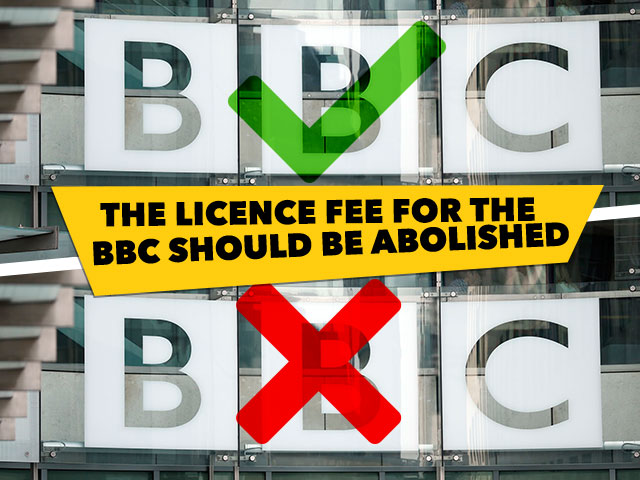 BBC
THE LICENCE FEE FOR THE
BBC SHOULD BE ABOLISHED
BBC